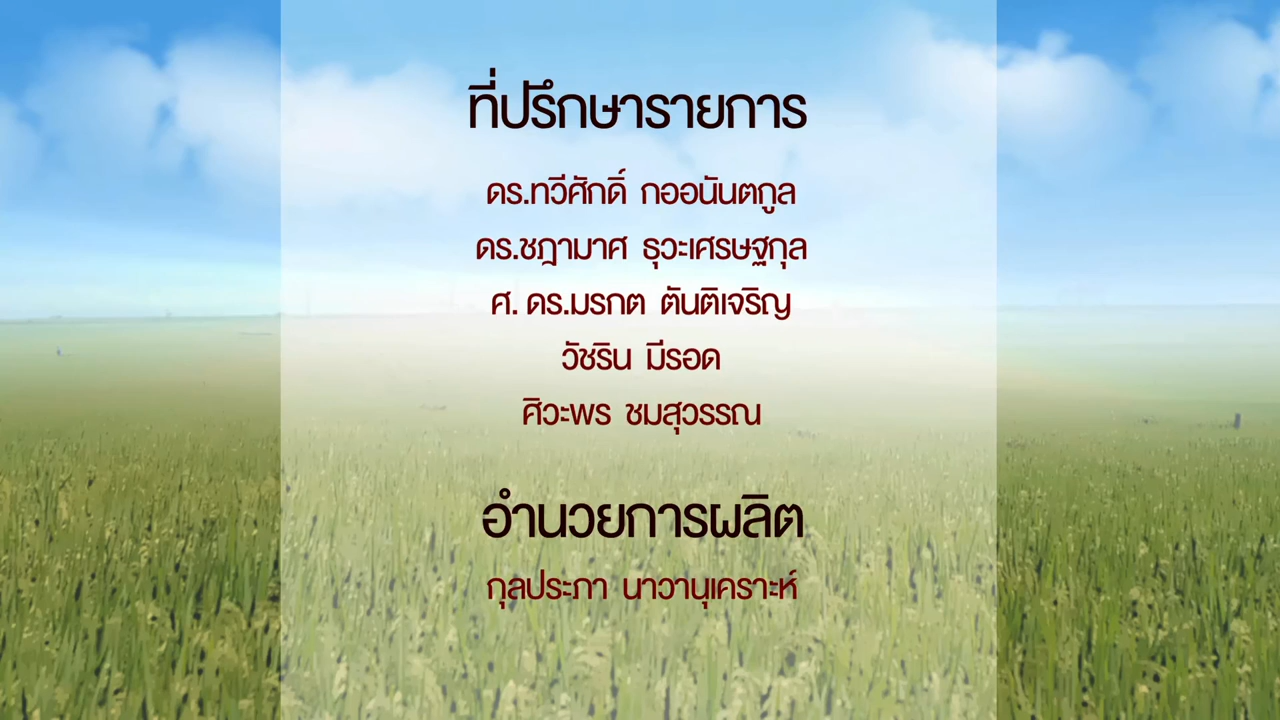 ที่ปรึกษารายการ
ดร.ทวีศักดิ์ กออนันตกูล
ดร.ชฎามาศ ธุวะเศรษฐกุล
ศ. ดร.มรกต ตันติเจริญ
วัชริน มีรอด
ศิวะพร ชมสุวรรณ
อำนวยการผลิต
กุลประภา นาวานุเคราะห์